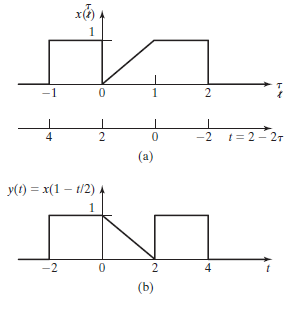 x(t) τ
1
-1 0 1 2 τ t
4 2 0 -2 t = 2 - 2τ
(a)
y(t) = x(1 - t/2)
1
-2 0 2 4 t
(b)